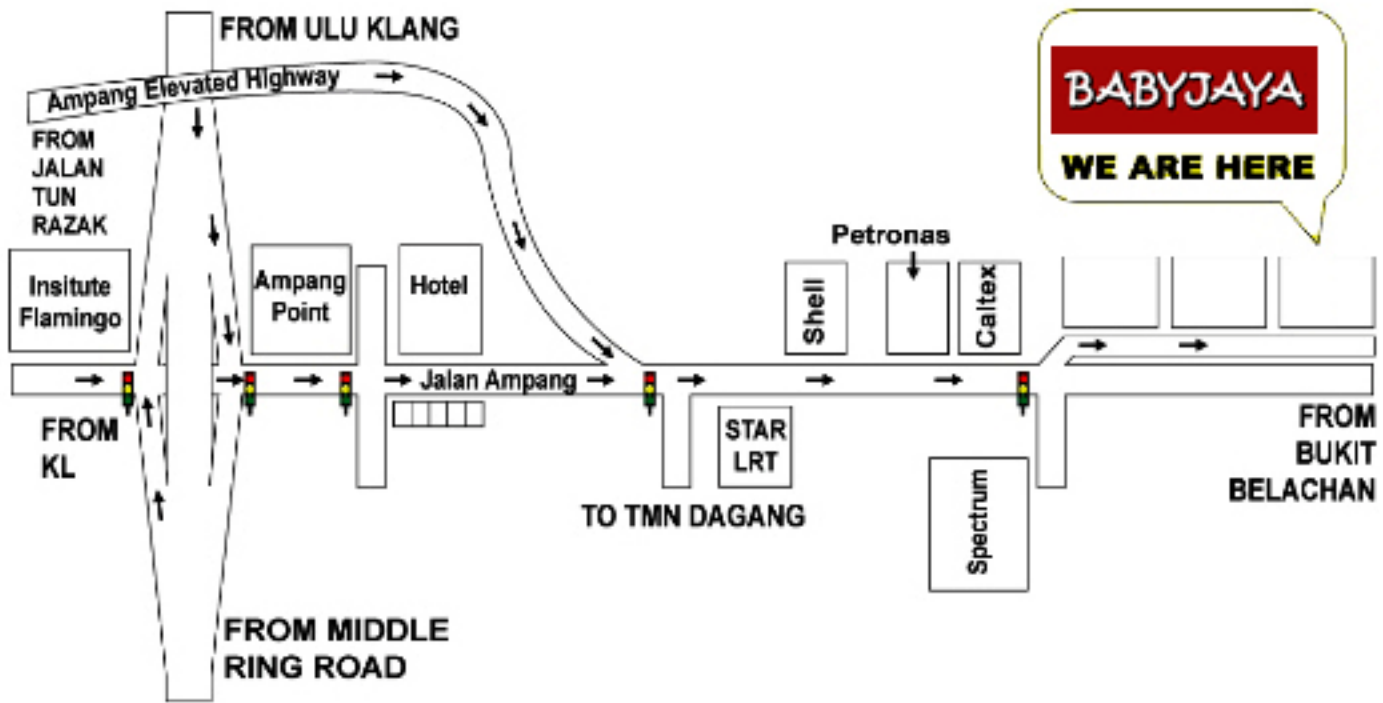 FROM ULU KLANG
Ampang Elevated Highway
BABYJAYA
WE ARE HERE
FROM
JALAN
TUN
RAZAK
Petronas
Insitute
Flamingo
Ampang
Point
Hotel
Shell
Caltex
Jalan Ampang
FROM
KL
STAR
LRT
FROM
BUKIT
BELACHAN
TO TMN DAGANG
Spectrum
FROM MIDDLE
RING ROAD